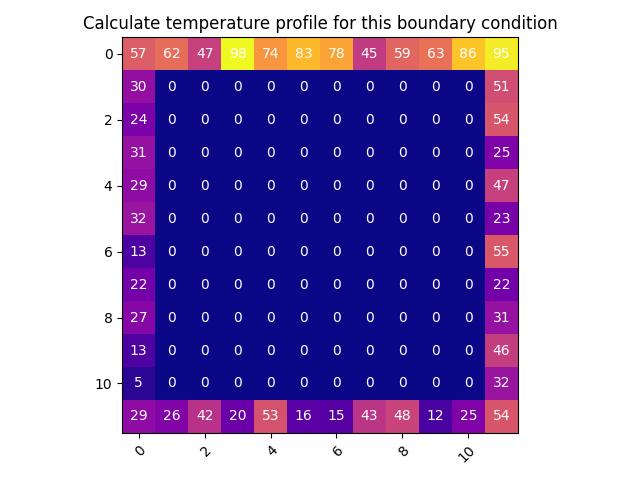 Calculate temperature profile for this boundary condition
0 57 62 47 98 74 83 78 45 59 63 86 95
30 0 0 0 0 0 0 0 0 0 0 51
2 24 0 0 0 0 0 0 0 0 0 0 54
31 0 0 0 0 0 0 0 0 0 0 25
4 29 0 0 0 0 0 0 0 0 0 0 47
32 0 0 0 0 0 0 0 0 0 0 23
6 13 0 0 0 0 0 0 0 0 0 0 55
22 0 0 0 0 0 0 0 0 0 0 22
8 27 0 0 0 0 0 0 0 0 0 0 31
13 0 0 0 0 0 0 0 0 0 0 46
10 5 0 0 0 0 0 0 0 0 0 0 32
29 26 42 20 53 16 15 43 48 12 25 54
0 2 4 6 8 10